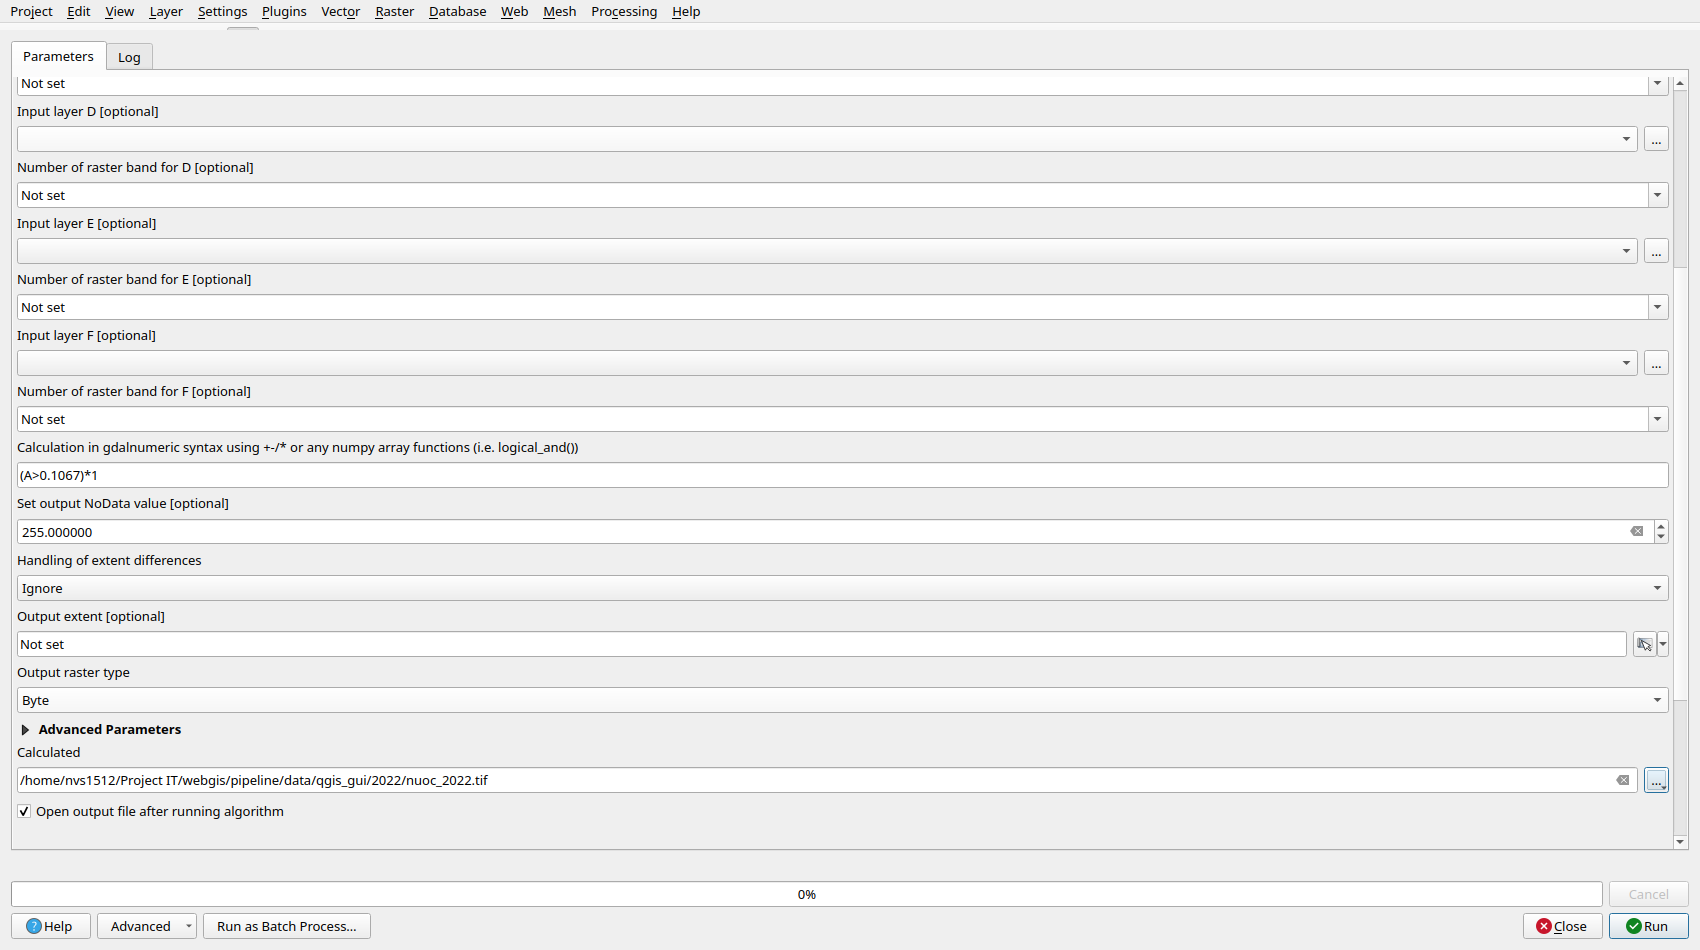 Project Edit View Layer Settings Plugins Vector Raster Database Web Mesh Processing Help
Parameters Log
Not set
Input layer D [optional]
...
Number of raster band for D [optional]
Not set
Input layer E [optional]
...
Number of raster band for E [optional]
Not set
Input layer F [optional]
...
Number of raster band for F [optional]
Not set
Calculation in gdalnumeric syntax using +-/* or any numpy array functions (i.e. logical_and())
(A>0.1067)*1
Set output NoData value [optional]
255.000000
Handling of extent differences
Ignore
Output extent [optional]
Not set
Output raster type
Byte
Advanced Parameters
Calculated
/home/nvs1512/Project IT/webgis/pipeline/data/qgis_gui/2022/nuoc_2022.tif
...
Open output file after running algorithm
0%
Cancel
Help Advanced Run as Batch Process... Close Run